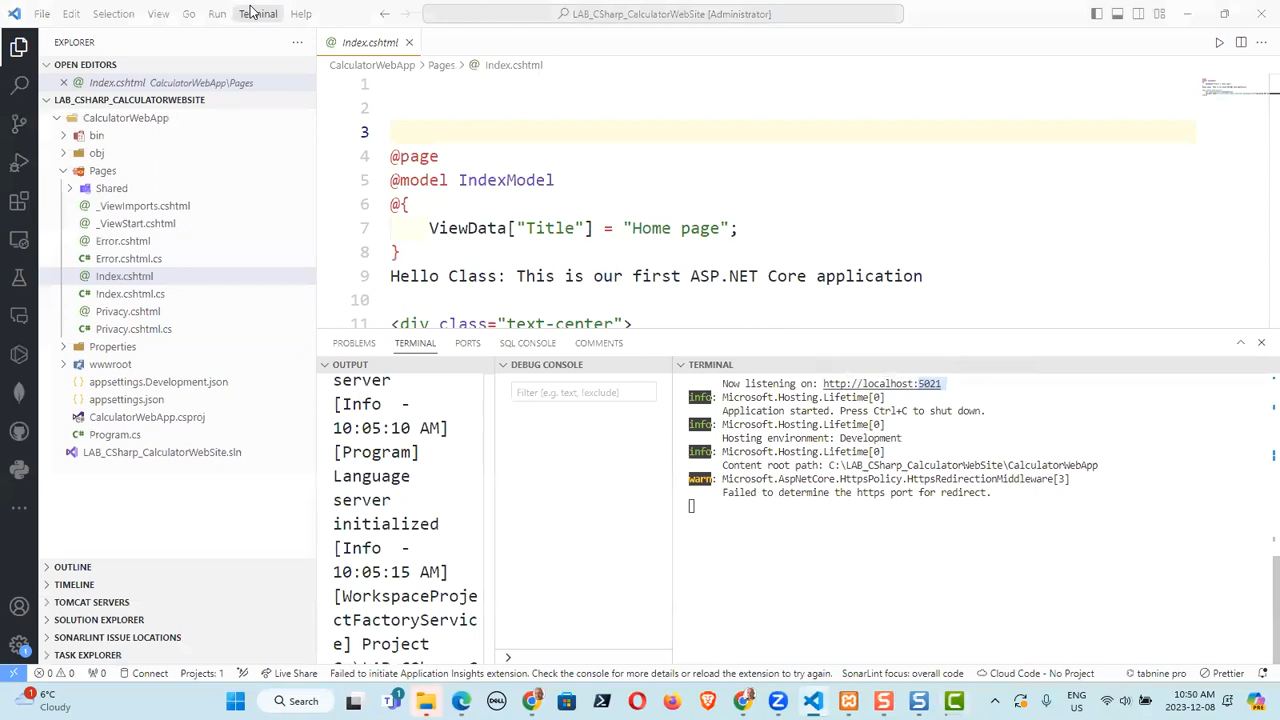 File Edit Selection View Go Run Terminal Help
LAB_CSharp_CalculatorWebSite [Administrator]
EXPLORER
OPEN EDITORS
Index.cshtml CalculatorWebApp\Pages
LAB_CSHARP_CALCULATORWEBSITE
CalculatorWebApp
bin
obj
Pages
Shared
_ViewImports.cshtml
_ViewStart.cshtml
Error.cshtml
Error.cshtml.cs
Index.cshtml
Index.cshtml.cs
Privacy.cshtml
Privacy.cshtml.cs
Properties
wwwroot
appsettings.Development.json
appsettings.json
CalculatorWebApp.csproj
Program.cs
LAB_CSharp_CalculatorWebSite.sln
OUTLINE
TIMELINE
TOMCAT SERVERS
SOLUTION EXPLORER
SONARLINT ISSUE LOCATIONS
TASK EXPLORER
Index.cshtml
CalculatorWebApp > Pages > Index.cshtml
1
2
3
4 @page
5 @model IndexModel
6 @{
7 ViewData["Title"] = "Home page";
8 }
9 Hello Class: This is our first ASP.NET Core application
10
11 <div class="text-center">
PROBLEMS TERMINAL PORTS SQL CONSOLE COMMENTS
OUTPUT
server
[Info -
10:05:10 AM]
[Program]
Language
server
initialized
[Info -
10:05:15 AM]
[WorkspaceProje
ctFactoryServic
e] Project
DEBUG CONSOLE
Filter (e.g. text, !exclude)
TERMINAL
Now listening on: http://localhost:5021
info: Microsoft.Hosting.Lifetime[0]
Application started. Press Ctrl+C to shut down.
info: Microsoft.Hosting.Lifetime[0]
Hosting environment: Development
info: Microsoft.Hosting.Lifetime[0]
Content root path: C:\LAB_CSharp_CalculatorWebSite\CalculatorWebApp
warn: Microsoft.AspNetCore.HttpsPolicy.HttpsRedirectionMiddleware[3]
Failed to determine the https port for redirect.
0 0 0 Connect Projects: 1 Live Share Failed to initialize Application Insights extension. Check the console for more details or reload the extension. SonarLint focus: overall code Cloud Code - No Project tabnine pro Prettier
6°C
Cloudy
Search
ENG
US
10:50 AM
2023-12-08